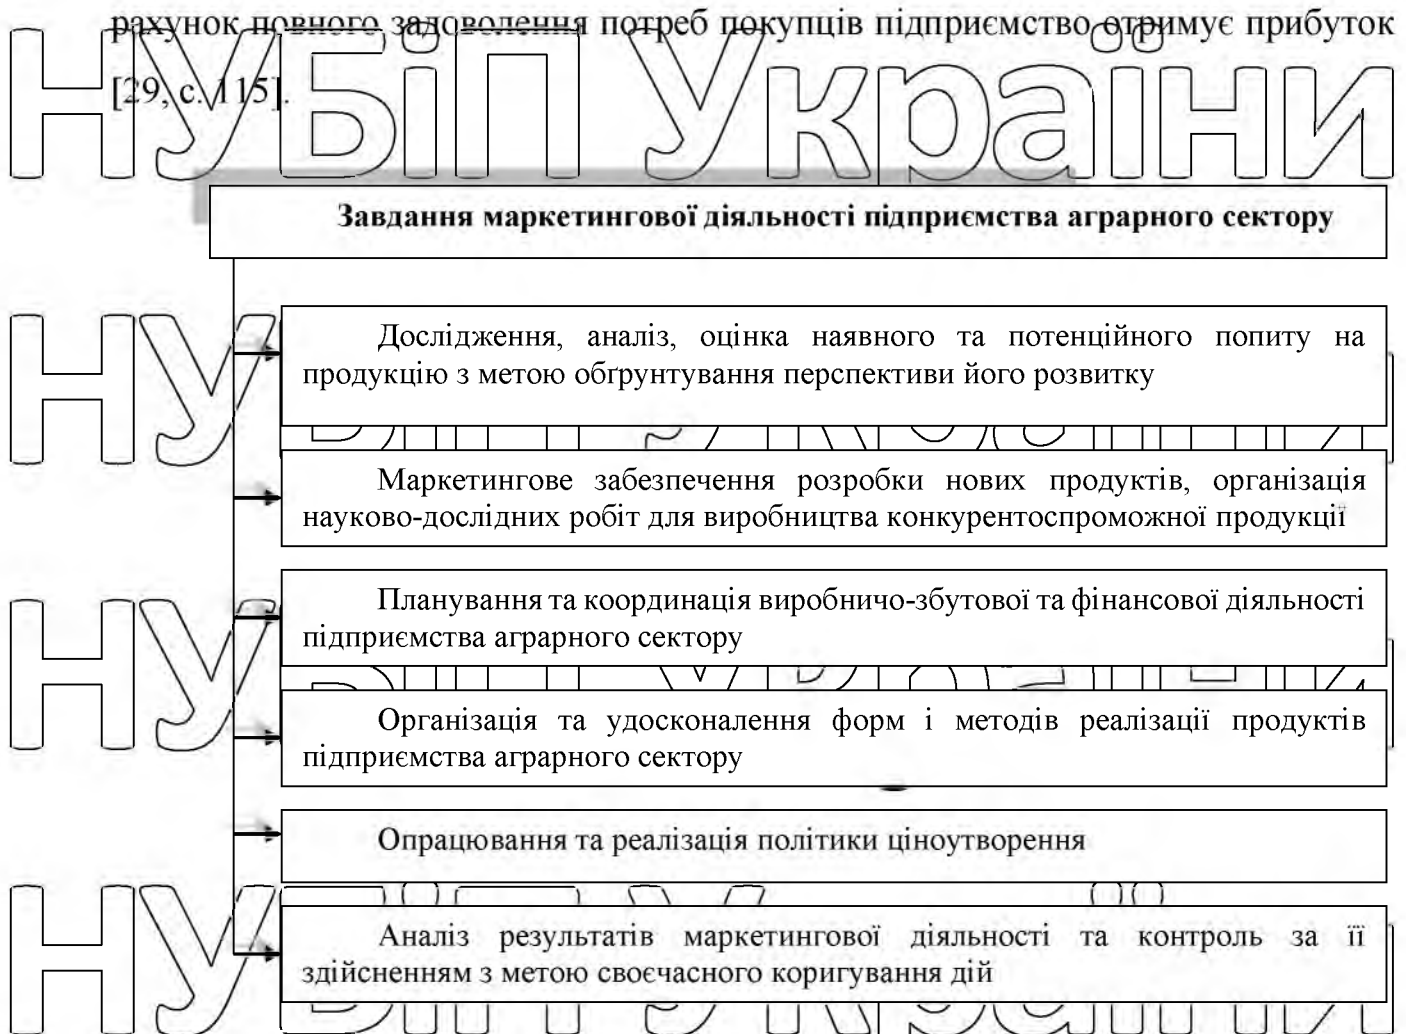 рахунок повного задоволення потреб покупців підприємство отримує прибуток
[29, с. 115].
НУБіП України
Завдання маркетингової діяльності підприємства аграрного сектору
Дослідження, аналіз, оцінка наявного та потенційного попиту на
продукцію з метою обґрунтування перспективи його розвитку
Маркетингове забезпечення розробки нових продуктів, організація
науково-дослідних робіт для виробництва конкурентоспроможної продукції
Планування та координація виробничо-збутової та фінансової діяльності
підприємства аграрного сектору
Організація та удосконалення форм і методів реалізації продуктів
підприємства аграрного сектору
Опрацювання та реалізація політики ціноутворення
Аналіз результатів маркетингової діяльності та контроль за її
здійсненням з метою своєчасного коригування дій